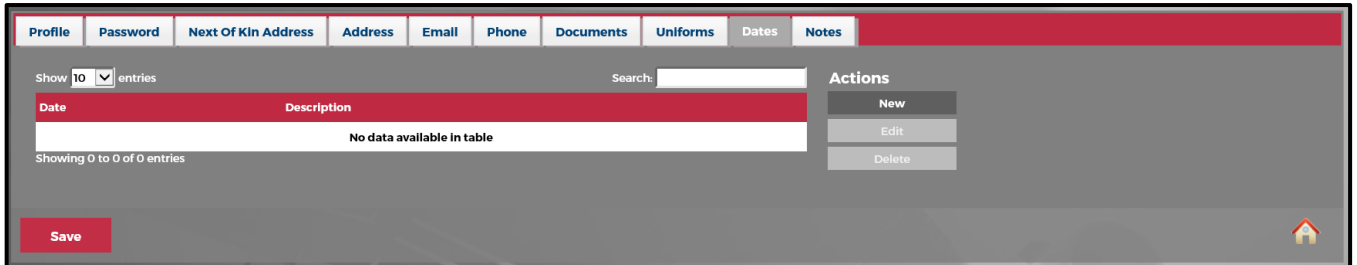 Profile Password Next Of Kin Address Address Email Phone Documents Uniforms Dates Notes
Show 10 entries Search: Actions
Date Description New
No data available in table Edit
Showing 0 to 0 of 0 entries Delete
Save